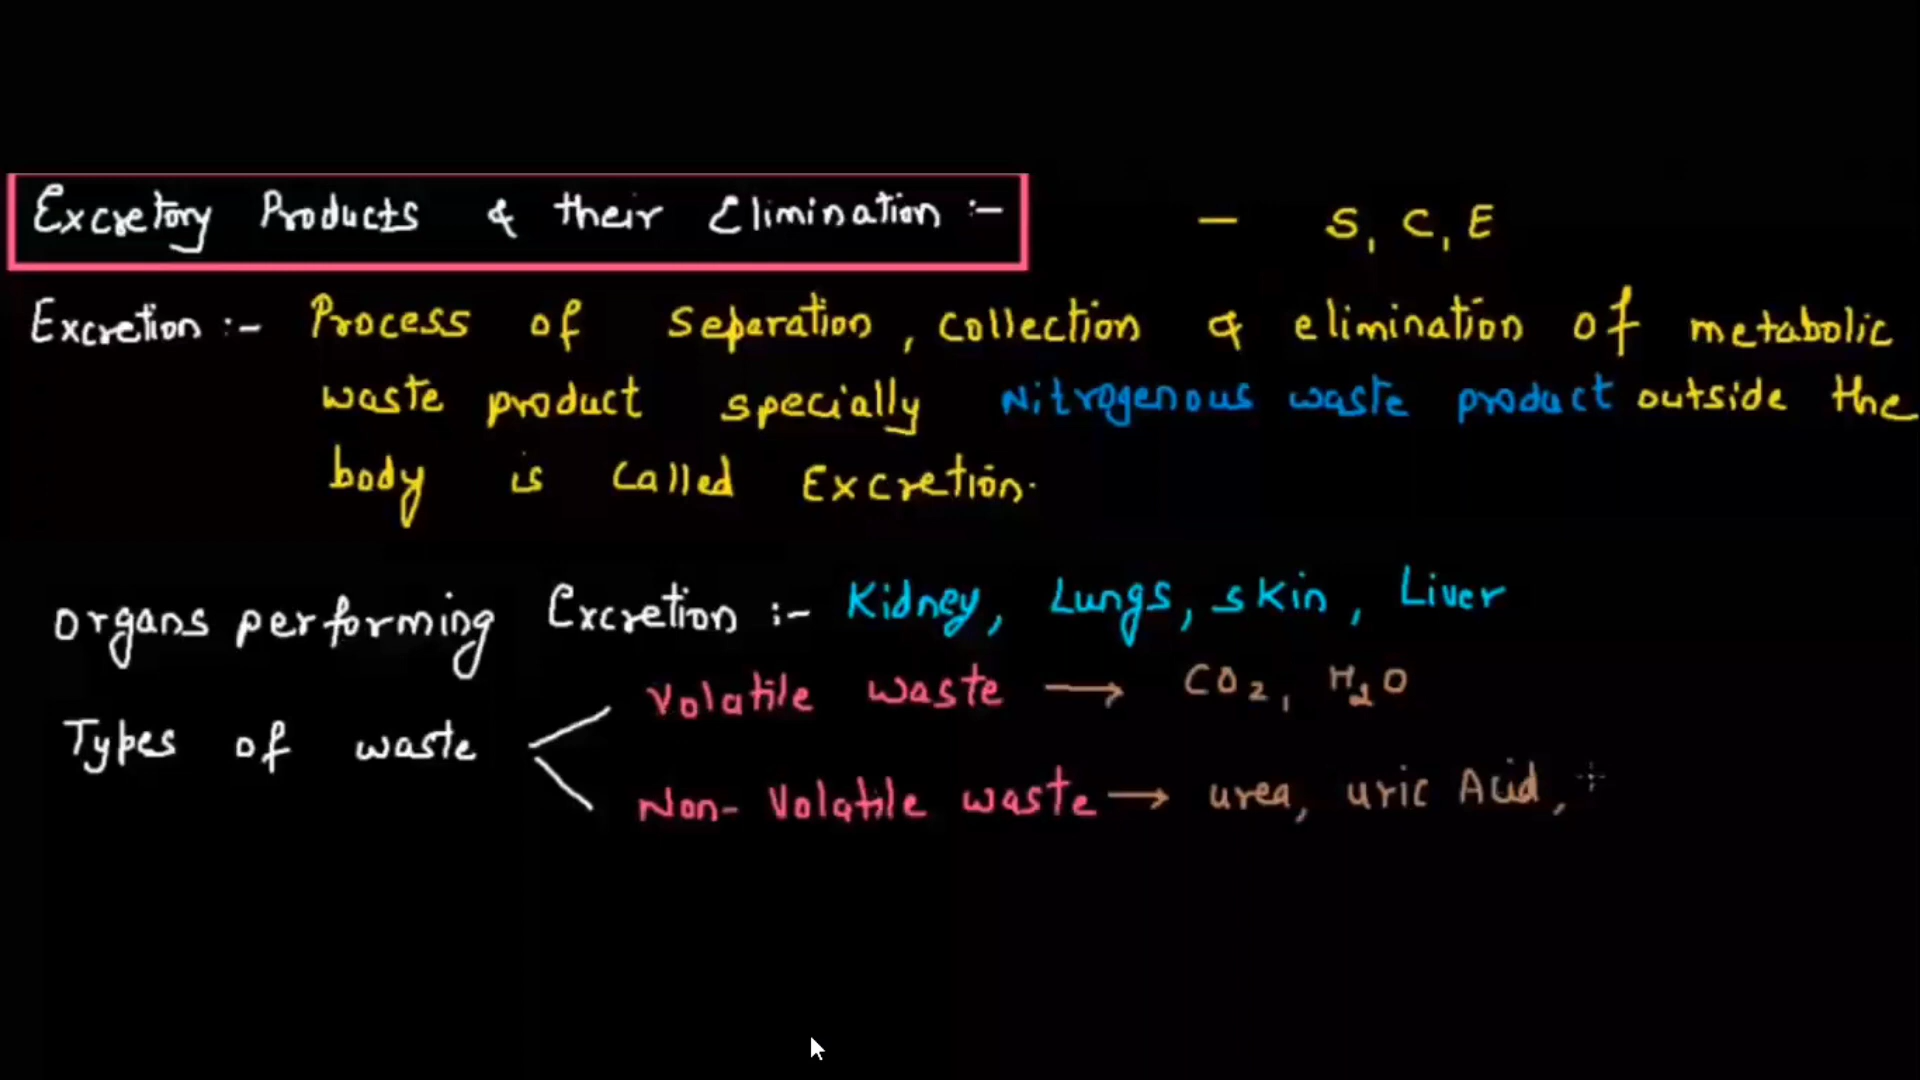 Excretory Products & their Elimination :-
- S, C, E
Excretion :- Process of separation, collection & elimination of metabolic
waste product specially Nitrogenous waste product outside the
body is called Excretion.
Organs performing Excretion :- Kidney, Lungs, skin, Liver
Volatile waste → CO₂, H₂O
Types of waste
Non-Volatile waste → urea, uric Acid,